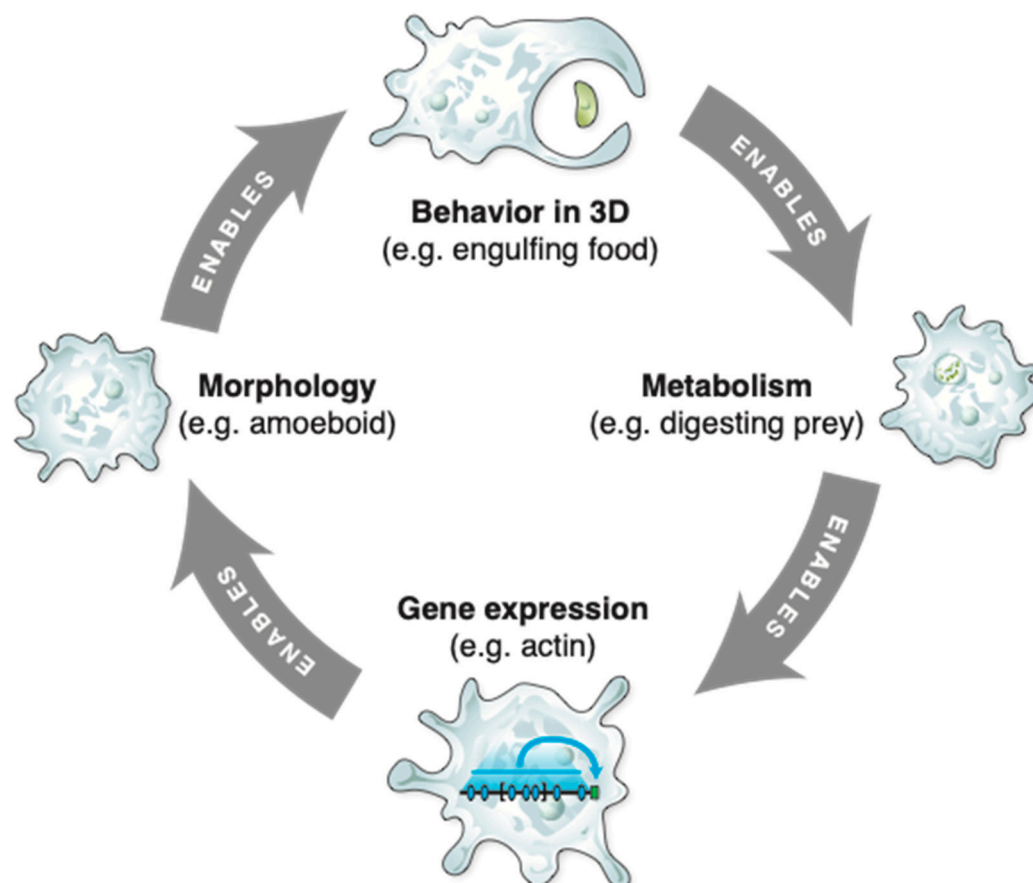 Behavior in 3D
(e.g. engulfing food)
ENABLES
Metabolism
(e.g. digesting prey)
ENABLES
Gene expression
(e.g. actin)
ENABLES
Morphology
(e.g. amoeboid)
ENABLES